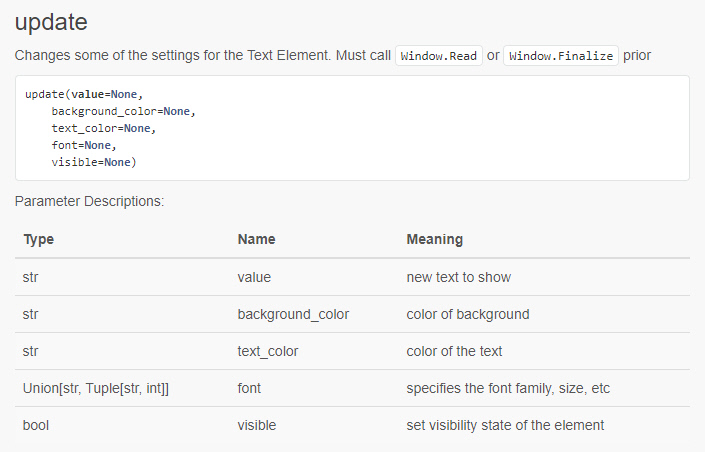 update
Changes some of the settings for the Text Element. Must call Window.Read or Window.Finalize prior
update(value=None,
    background_color=None,
    text_color=None,
    font=None,
    visible=None)
Parameter Descriptions:
Type Name Meaning
str value new text to show
str background_color color of background
str text_color color of the text
Union[str, Tuple[str, int]] font specifies the font family, size, etc
bool visible set visibility state of the element